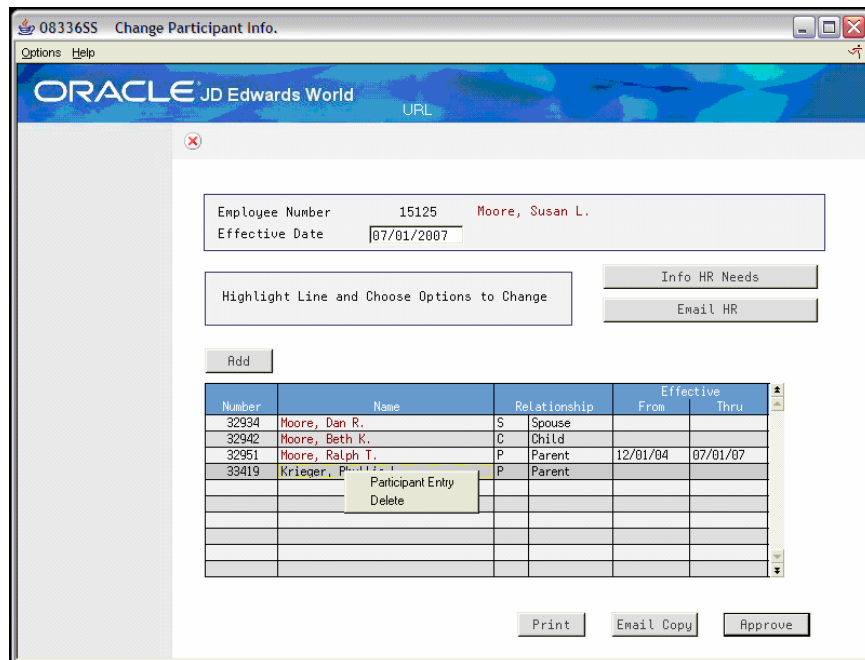 08336SS Change Participant Info.
Options Help
ORACLE JD Edwards World
URL
Employee Number 15125 Moore, Susan L.
Effective Date 07/01/2007
Highlight Line and Choose Options to Change
Info HR Needs
Email HR
Add
Effective
Number Name Relationship From Thru
32934 Moore, Dan R. S Spouse
32942 Moore, Beth K. C Child
32951 Moore, Ralph T. P Parent 12/01/04 07/01/07
33419 Krieger, P Parent
Participant Entry
Delete
Print Email Copy Approve